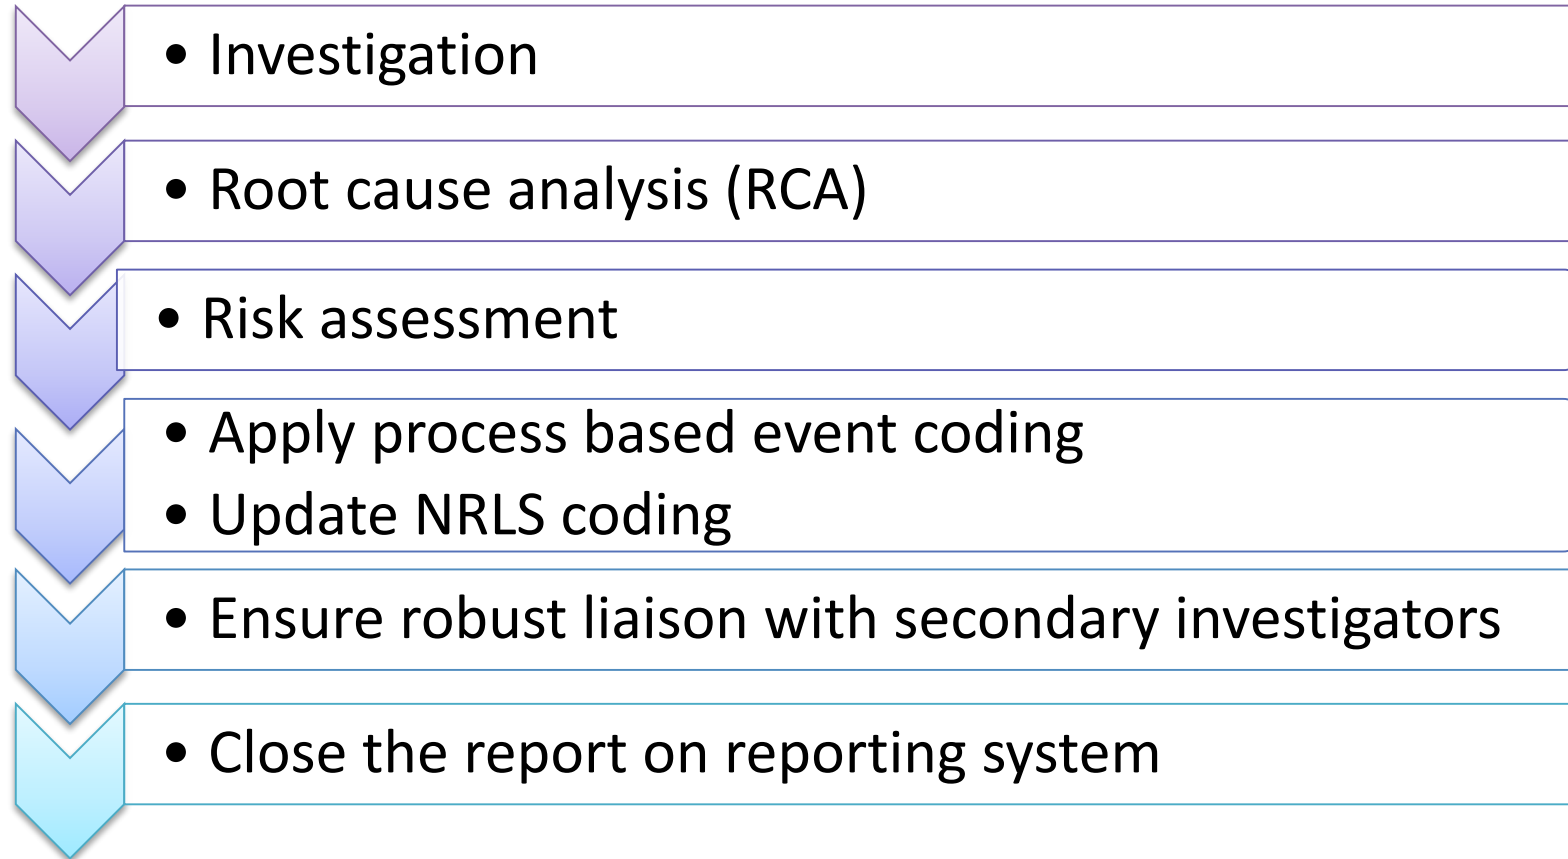 • Investigation
• Root cause analysis (RCA)
• Risk assessment
• Apply process based event coding
• Update NRLS coding
• Ensure robust liaison with secondary investigators
• Close the report on reporting system